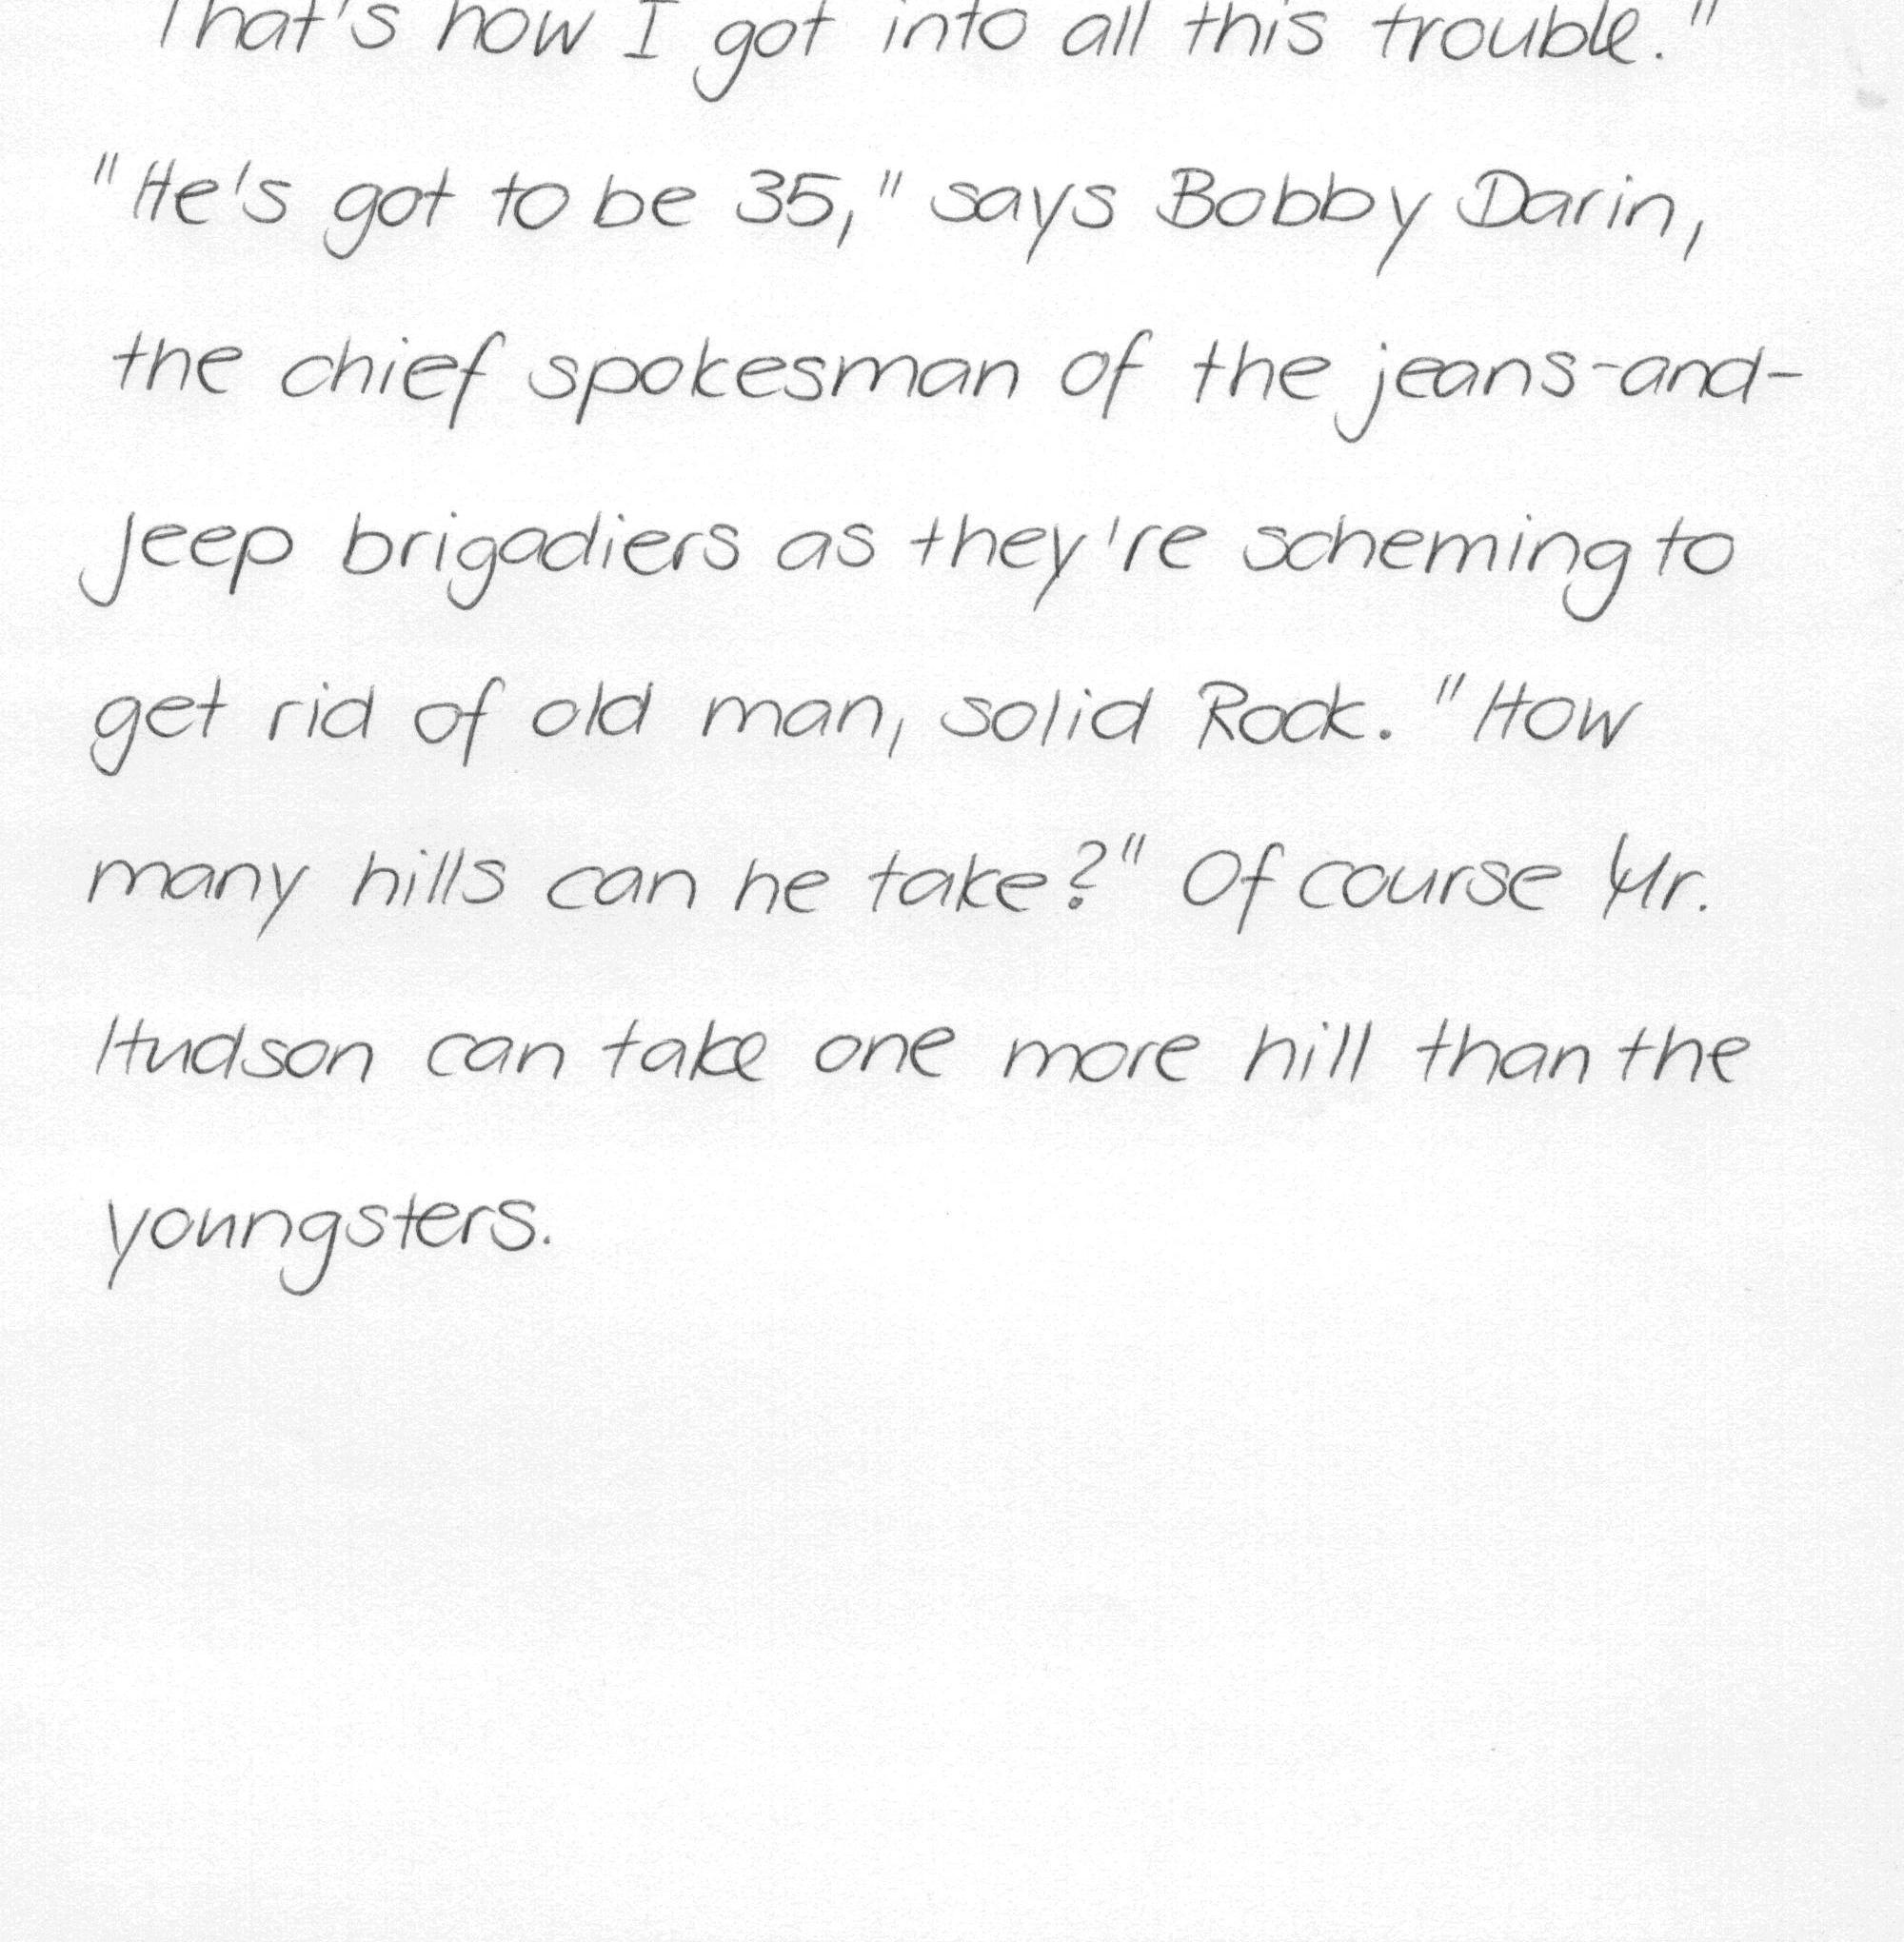 That's how I got into all this trouble."
"He's got to be 35," says Bobby Darin,
the chief spokesman of the jeans-and-
jeep brigadiers as they're scheming to
get rid of old man, solid Rock. "How
many hills can he take?" Of course Mr.
Hudson can take one more hill than the
youngsters.